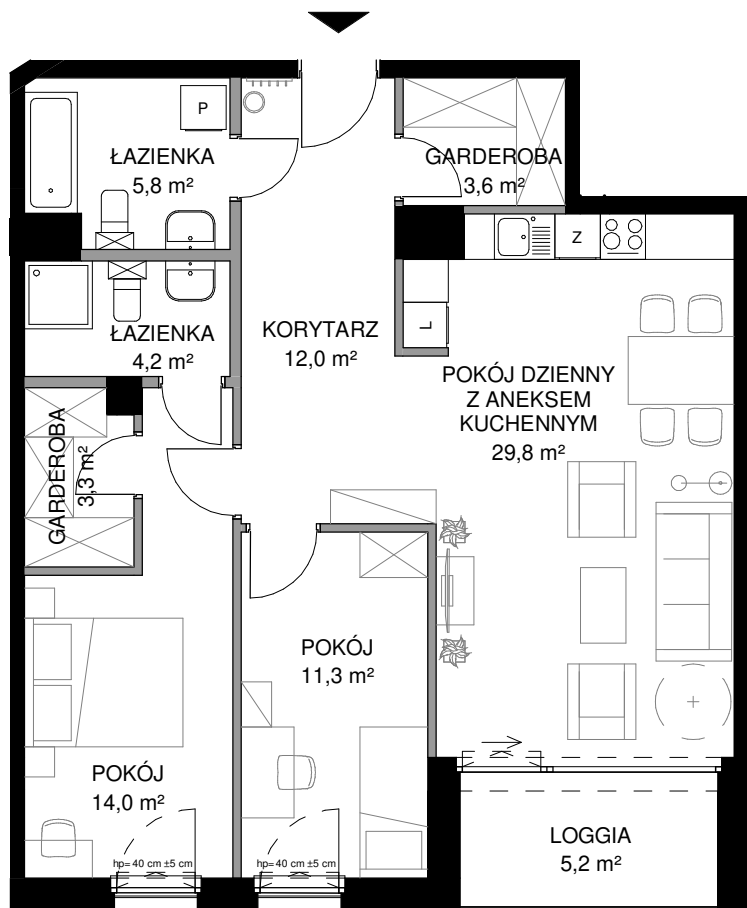 P
ŁAZIENKA
5,8 m²
GARDEROBA
3,6 m²
Z
L
ŁAZIENKA
4,2 m²
KORYTARZ
12,0 m²
POKÓJ DZIENNY
Z ANEKSEM
KUCHENNYM
29,8 m²
GARDEROBA
3,3 m²
POKÓJ
11,3 m²
POKÓJ
14,0 m²
LOGGIA
5,2 m²
hp= 40 cm ±5 cm
hp= 40 cm ±5 cm